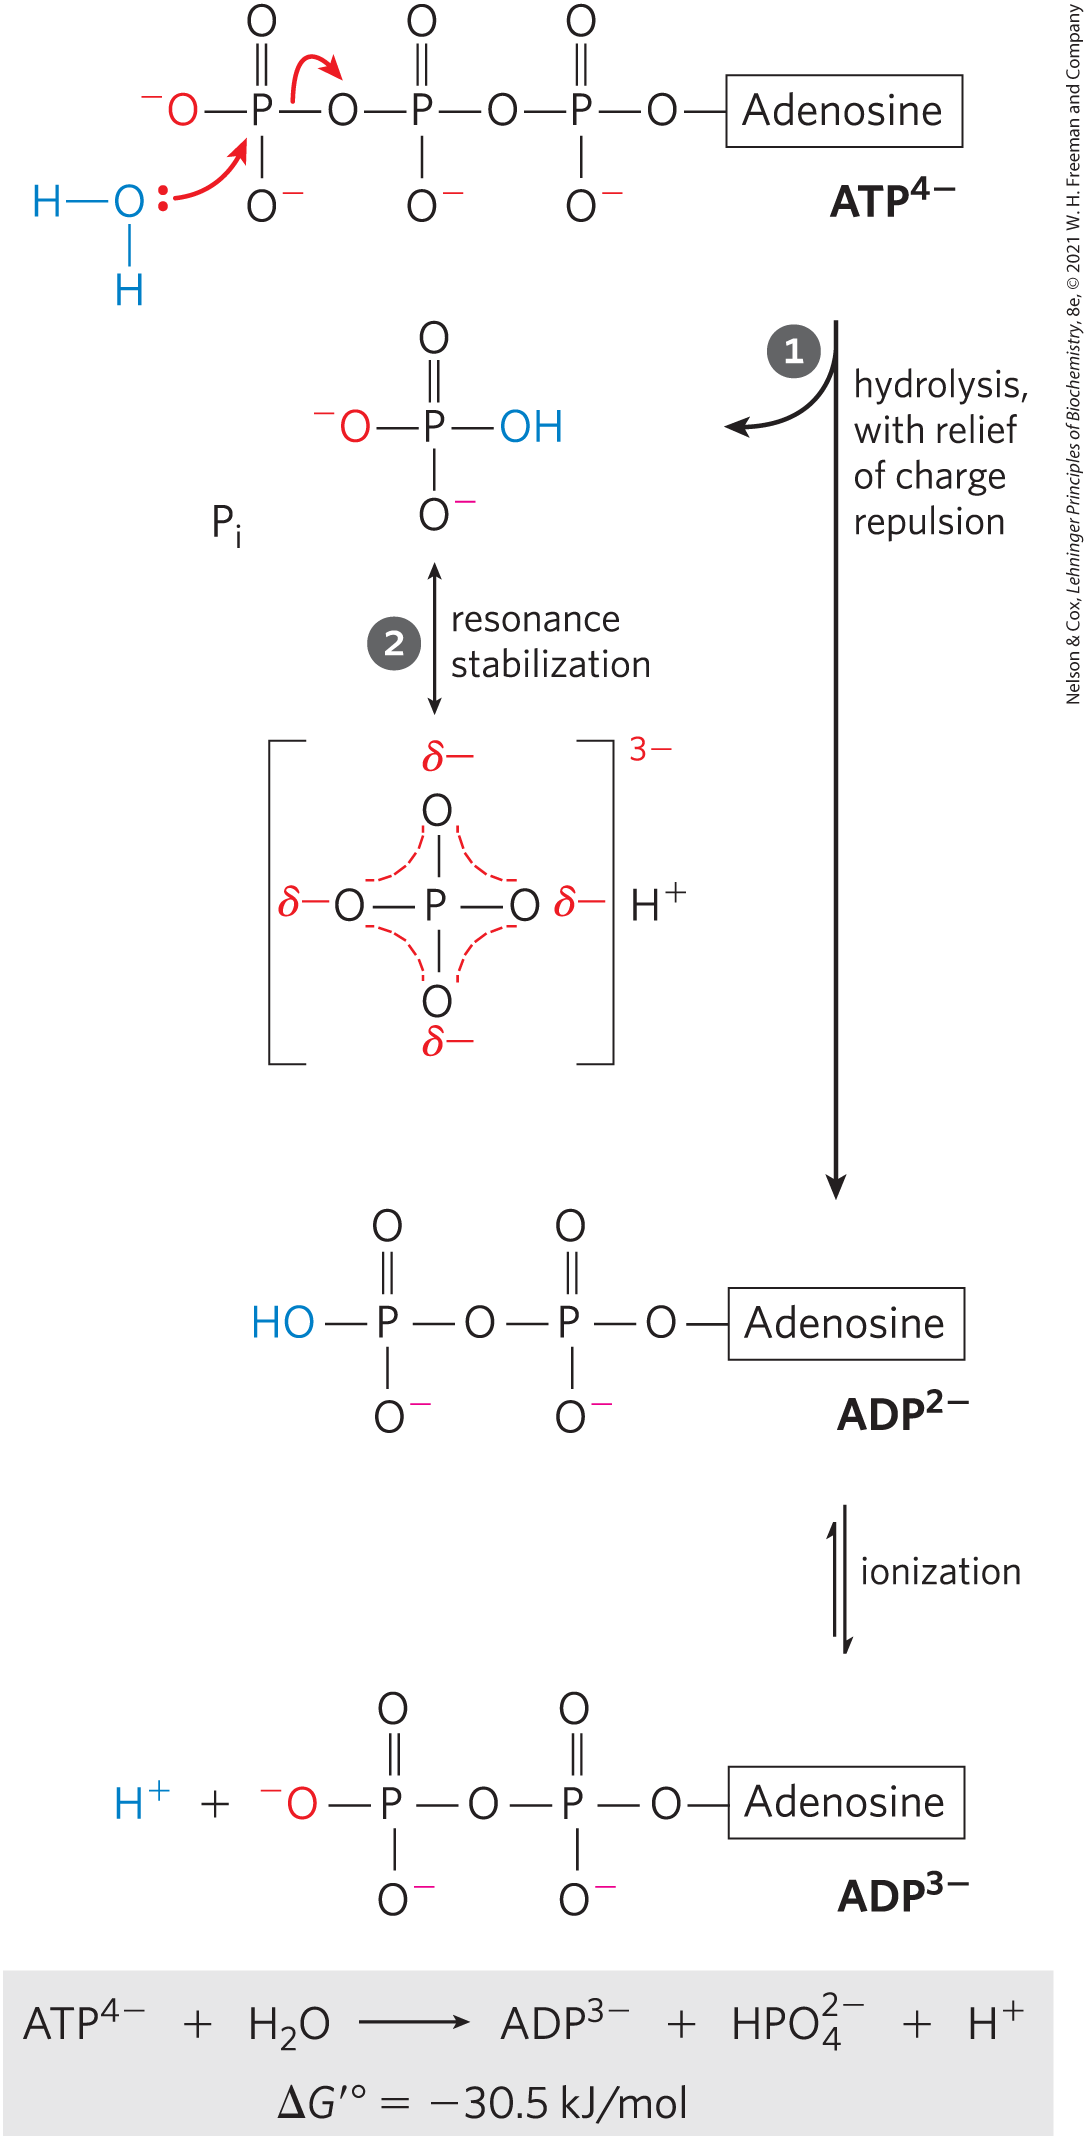 O O O
−O—P—O—P—O—P—O—Adenosine
H—O: O− O− O−
ATP4−
H
1
hydrolysis,
with relief
of charge
repulsion
O
−O—P—OH
O−
Pi
2
resonance
stabilization
δ− 3−
O
δ−O—P—O δ− H+
O
δ−
O O
HO—P—O—P—O—Adenosine
O− O−
ADP2−
ionization
O O
H+ + −O—P—O—P—O—Adenosine
O− O−
ADP3−
ATP4− + H2O ⟶ ADP3− + HPO42− + H+
ΔG′° = −30.5 kJ/mol
Nelson & Cox, Lehninger Principles of Biochemistry, 8e, © 2021 W. H. Freeman and Company